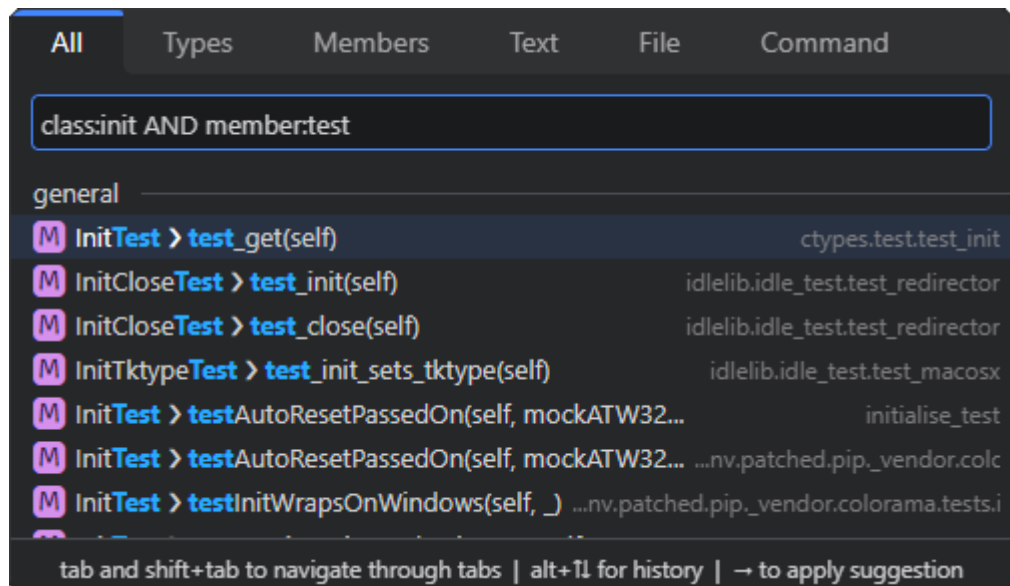 All Types Members Text File Command
class:init AND member:test
general
M InitTest ❯ test_get(self) ctypes.test.test_init
M InitCloseTest ❯ test_init(self) idlelib.idle_test.test_redirector
M InitCloseTest ❯ test_close(self) idlelib.idle_test.test_redirector
M InitTktypeTest ❯ test_init_sets_tktype(self) idlelib.idle_test.test_macosx
M InitTest ❯ testAutoResetPassedOn(self, mockATW32... initialise_test
M InitTest ❯ testAutoResetPassedOn(self, mockATW32... ...nv.patched.pip._vendor.colc
M InitTest ❯ testInitWrapsOnWindows(self, _) ...nv.patched.pip._vendor.colorama.tests.i
tab and shift+tab to navigate through tabs | alt+⇅ for history | → to apply suggestion